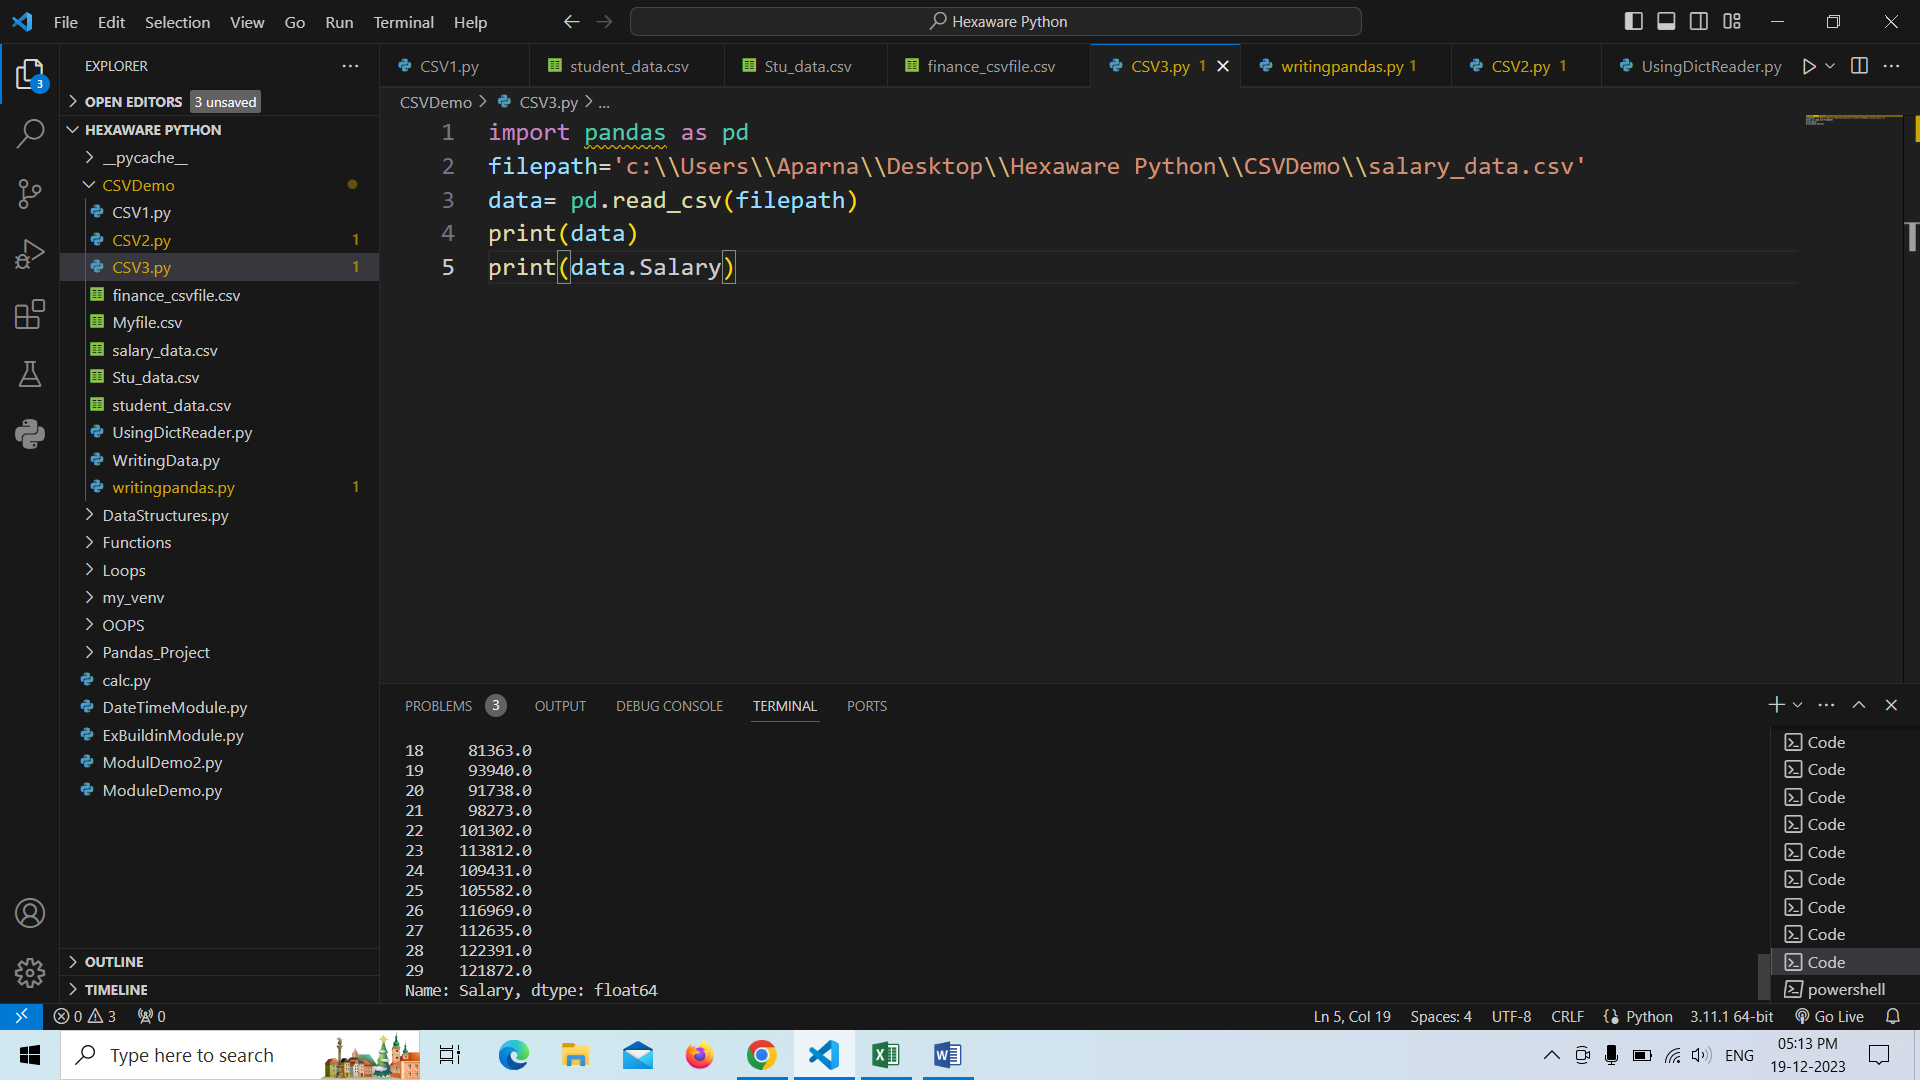 File Edit Selection View Go Run Terminal Help
Hexaware Python
EXPLORER
OPEN EDITORS 3 unsaved
HEXAWARE PYTHON
__pycache__
CSVDemo
CSV1.py
CSV2.py 1
CSV3.py 1
finance_csvfile.csv
Myfile.csv
salary_data.csv
Stu_data.csv
student_data.csv
UsingDictReader.py
WritingData.py
writingpandas.py 1
DataStructures.py
Functions
Loops
my_venv
OOPS
Pandas_Project
calc.py
DateTimeModule.py
ExBuildinModule.py
ModulDemo2.py
ModuleDemo.py
OUTLINE
TIMELINE
3
CSV1.py student_data.csv Stu_data.csv finance_csvfile.csv CSV3.py 1 writingpandas.py 1 CSV2.py 1 UsingDictReader.py
CSVDemo > CSV3.py > ...
1 import pandas as pd
2 filepath='c:\\Users\\Aparna\\Desktop\\Hexaware Python\\CSVDemo\\salary_data.csv'
3 data= pd.read_csv(filepath)
4 print(data)
5 print(data.Salary)
PROBLEMS 3 OUTPUT DEBUG CONSOLE TERMINAL PORTS
18 81363.0
19 93940.0
20 91738.0
21 98273.0
22 101302.0
23 113812.0
24 109431.0
25 105582.0
26 116969.0
27 112635.0
28 122391.0
29 121872.0
Name: Salary, dtype: float64
Code
Code
Code
Code
Code
Code
Code
Code
Code
powershell
0 3 0 Ln 5, Col 19 Spaces: 4 UTF-8 CRLF Python 3.11.1 64-bit Go Live
Type here to search
ENG
05:13 PM
19-12-2023